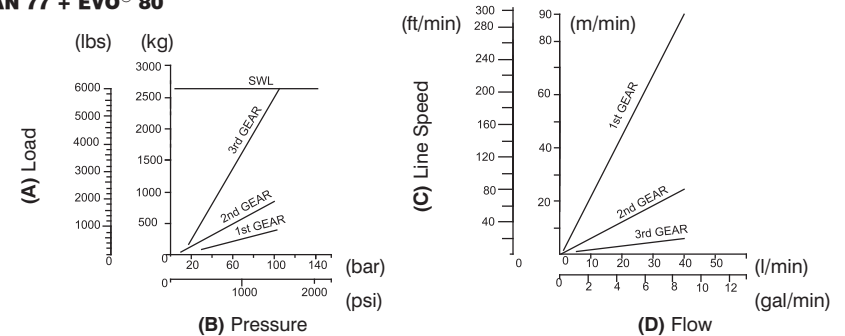 AN 77 + EVO® 80
(lbs)
(kg)
6000
5000
4000
3000
2000
1000
0
(A) Load
3000
2500
2000
1500
1000
500
0
SWL
3rd GEAR
2nd GEAR
1st GEAR
20 60 100 140
(bar)
0 1000 2000
(psi)
(B) Pressure
(ft/min)
(m/min)
300
280
240
200
160
120
80
40
0
(C) Line Speed
90
80
60
40
20
1st GEAR
2nd GEAR
3rd GEAR
0 10 20 30 40 50
(l/min)
0 2 4 6 8 10 12
(gal/min)
(D) Flow